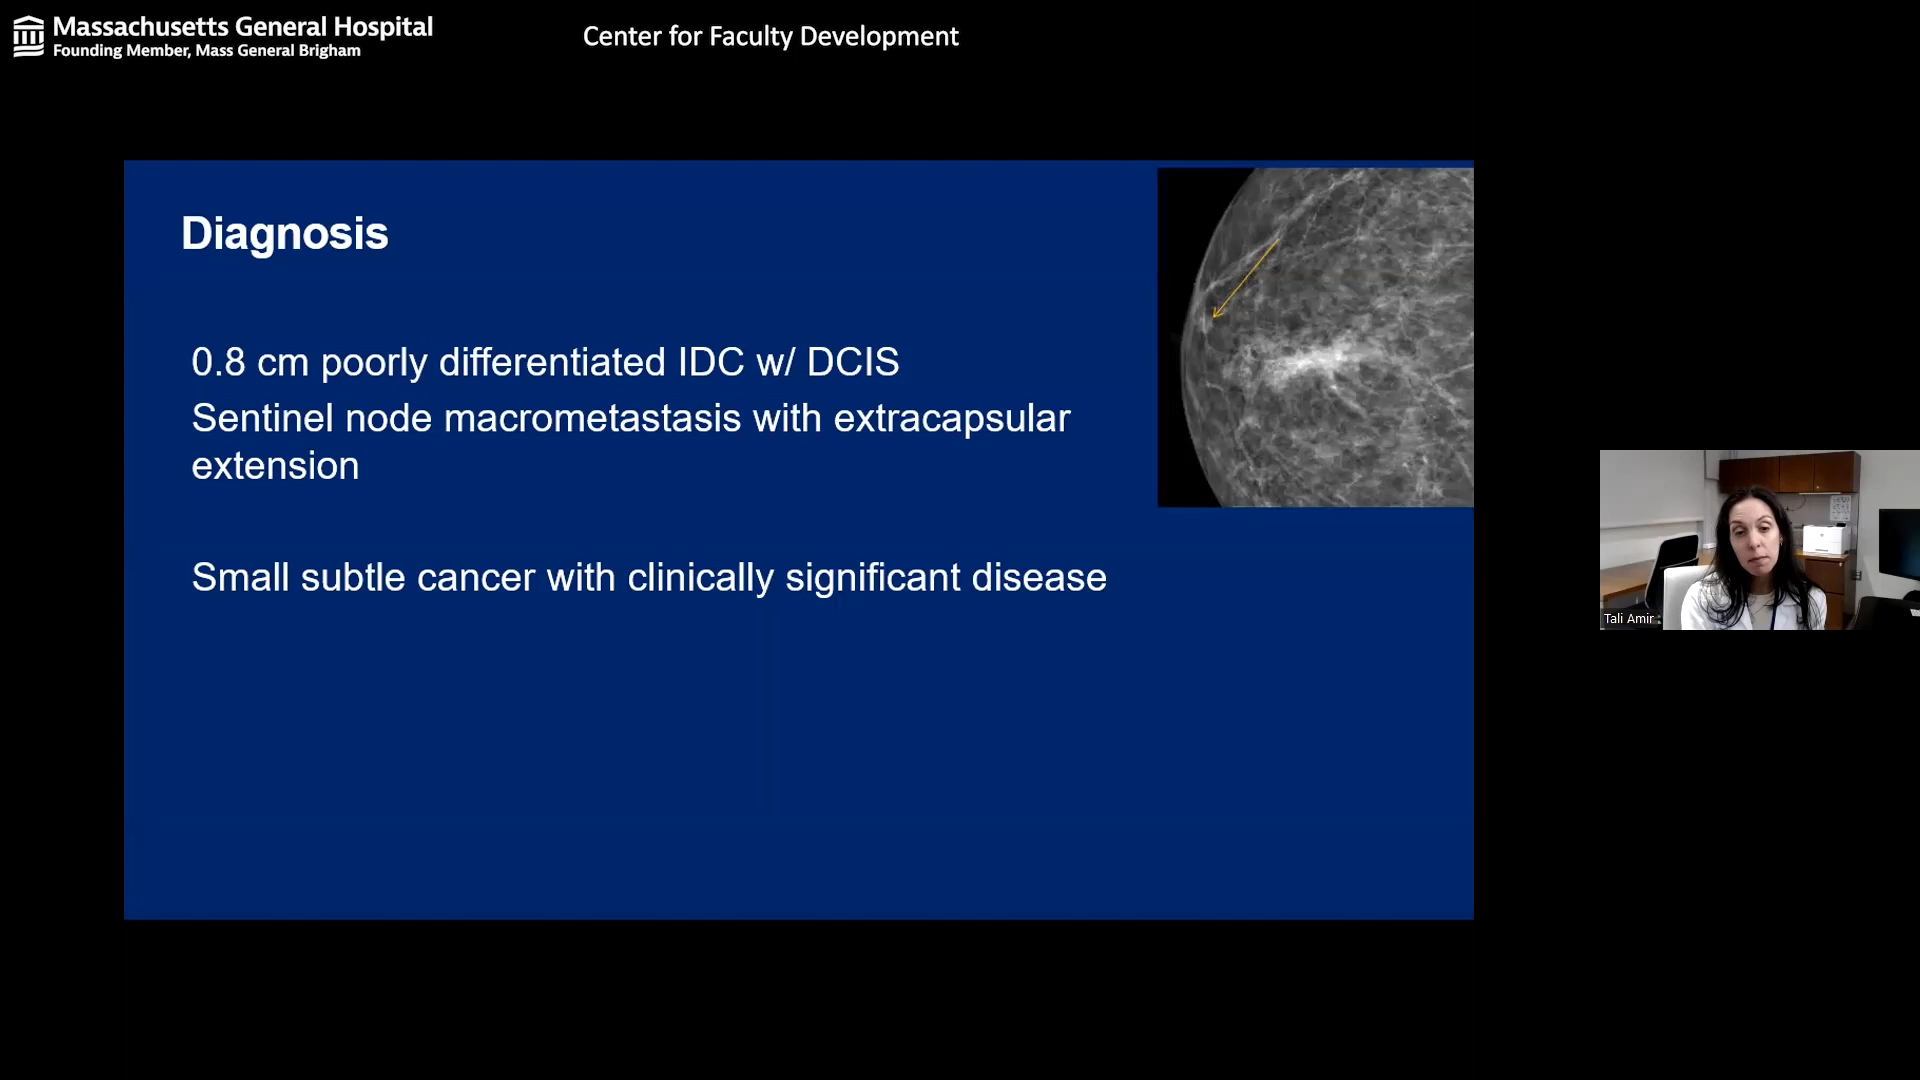 Massachusetts General Hospital
Founding Member, Mass General Brigham
Center for Faculty Development
Diagnosis
0.8 cm poorly differentiated IDC w/ DCIS
Sentinel node macrometastasis with extracapsular
extension
Small subtle cancer with clinically significant disease
Tali Amir